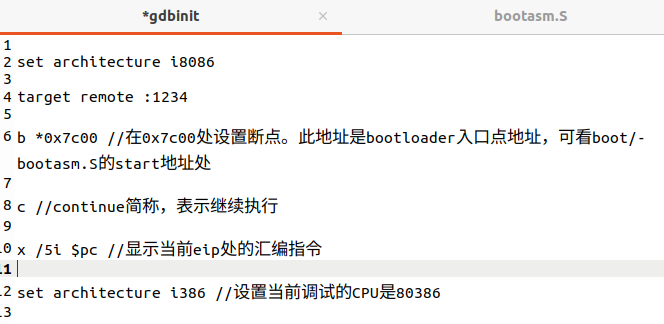 *gdbinit × bootasm.S
1
2 set architecture i8086
3
4 target remote :1234
5
6 b *0x7c00 //在0x7c00处设置断点。此地址是bootloader入口点地址，可看boot/-
bootasm.S的start地址处
7
8 c //continue简称，表示继续执行
9
10 x /5i $pc //显示当前eip处的汇编指令
11
12 set architecture i386 //设置当前调试的CPU是80386
13